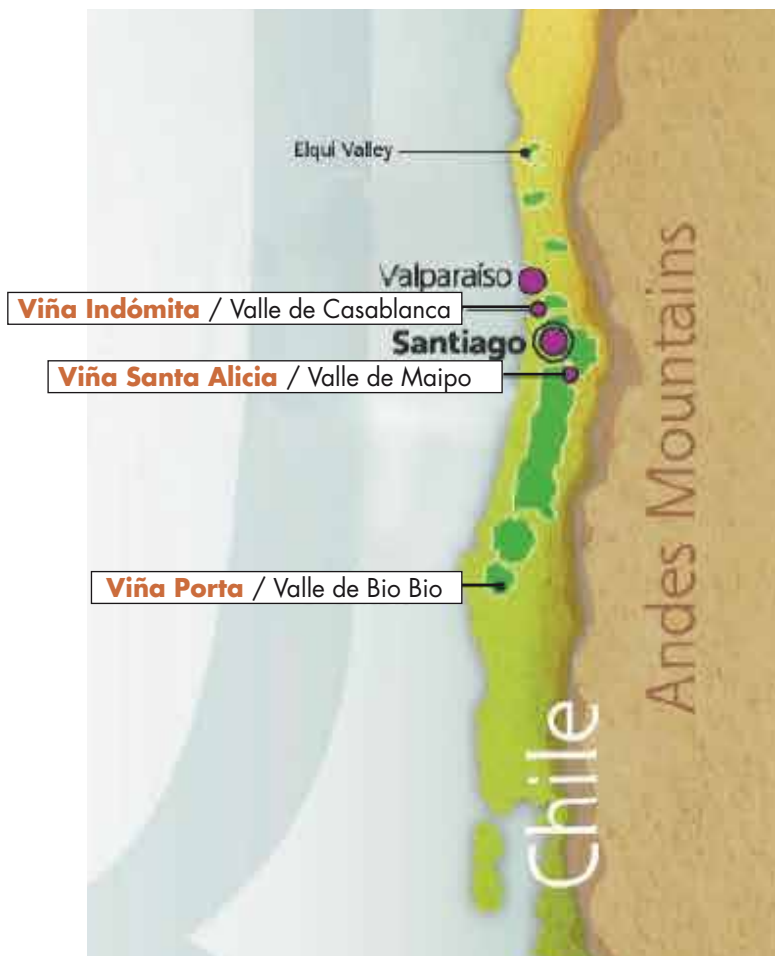 Elqui Valley
Valparaíso
Viña Indómita / Valle de Casablanca
Santiago
Viña Santa Alicia / Valle de Maipo
Viña Porta / Valle de Bio Bio
Andes Mountains
Chile